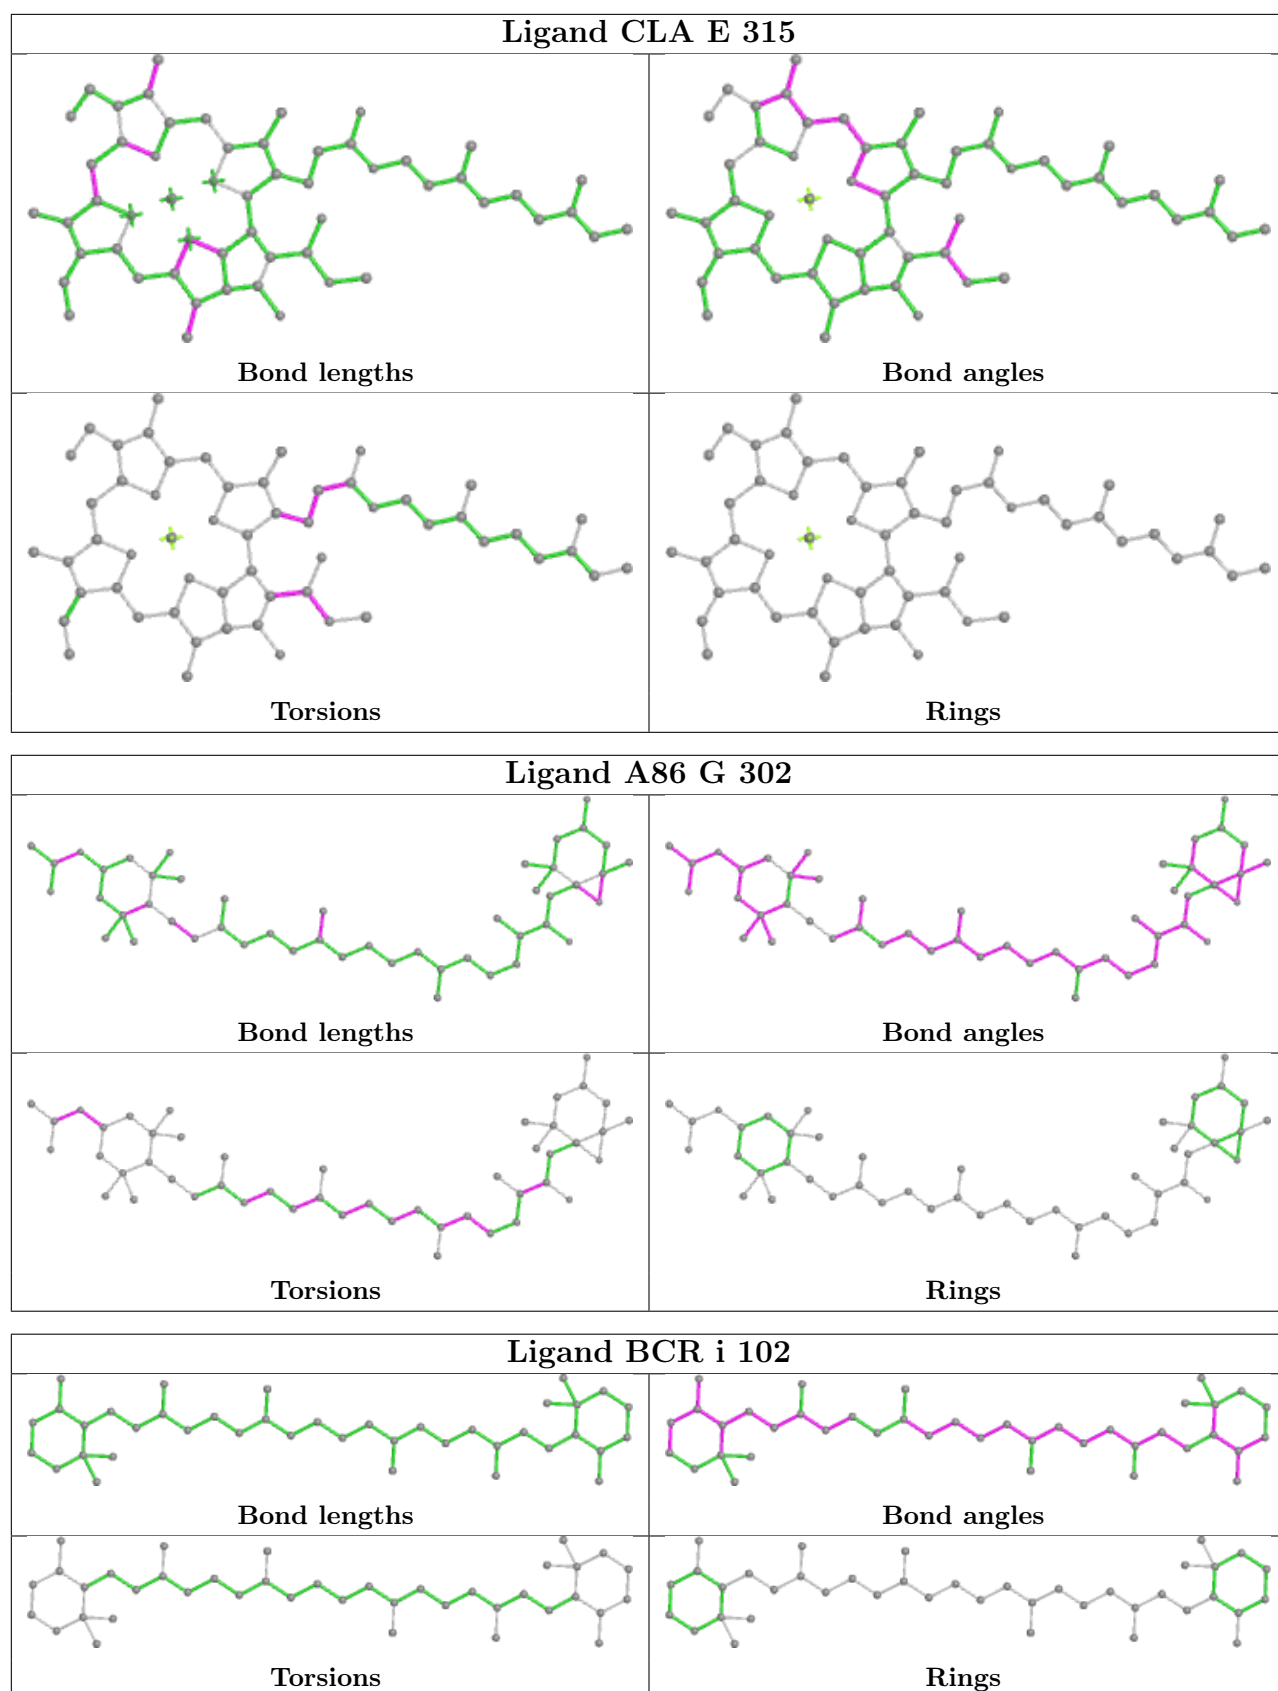 Ligand CLA E 315
Bond lengths
Bond angles
Torsions
Rings
Ligand A86 G 302
Bond lengths
Bond angles
Torsions
Rings
Ligand BCR i 102
Bond lengths
Bond angles
Torsions
Rings